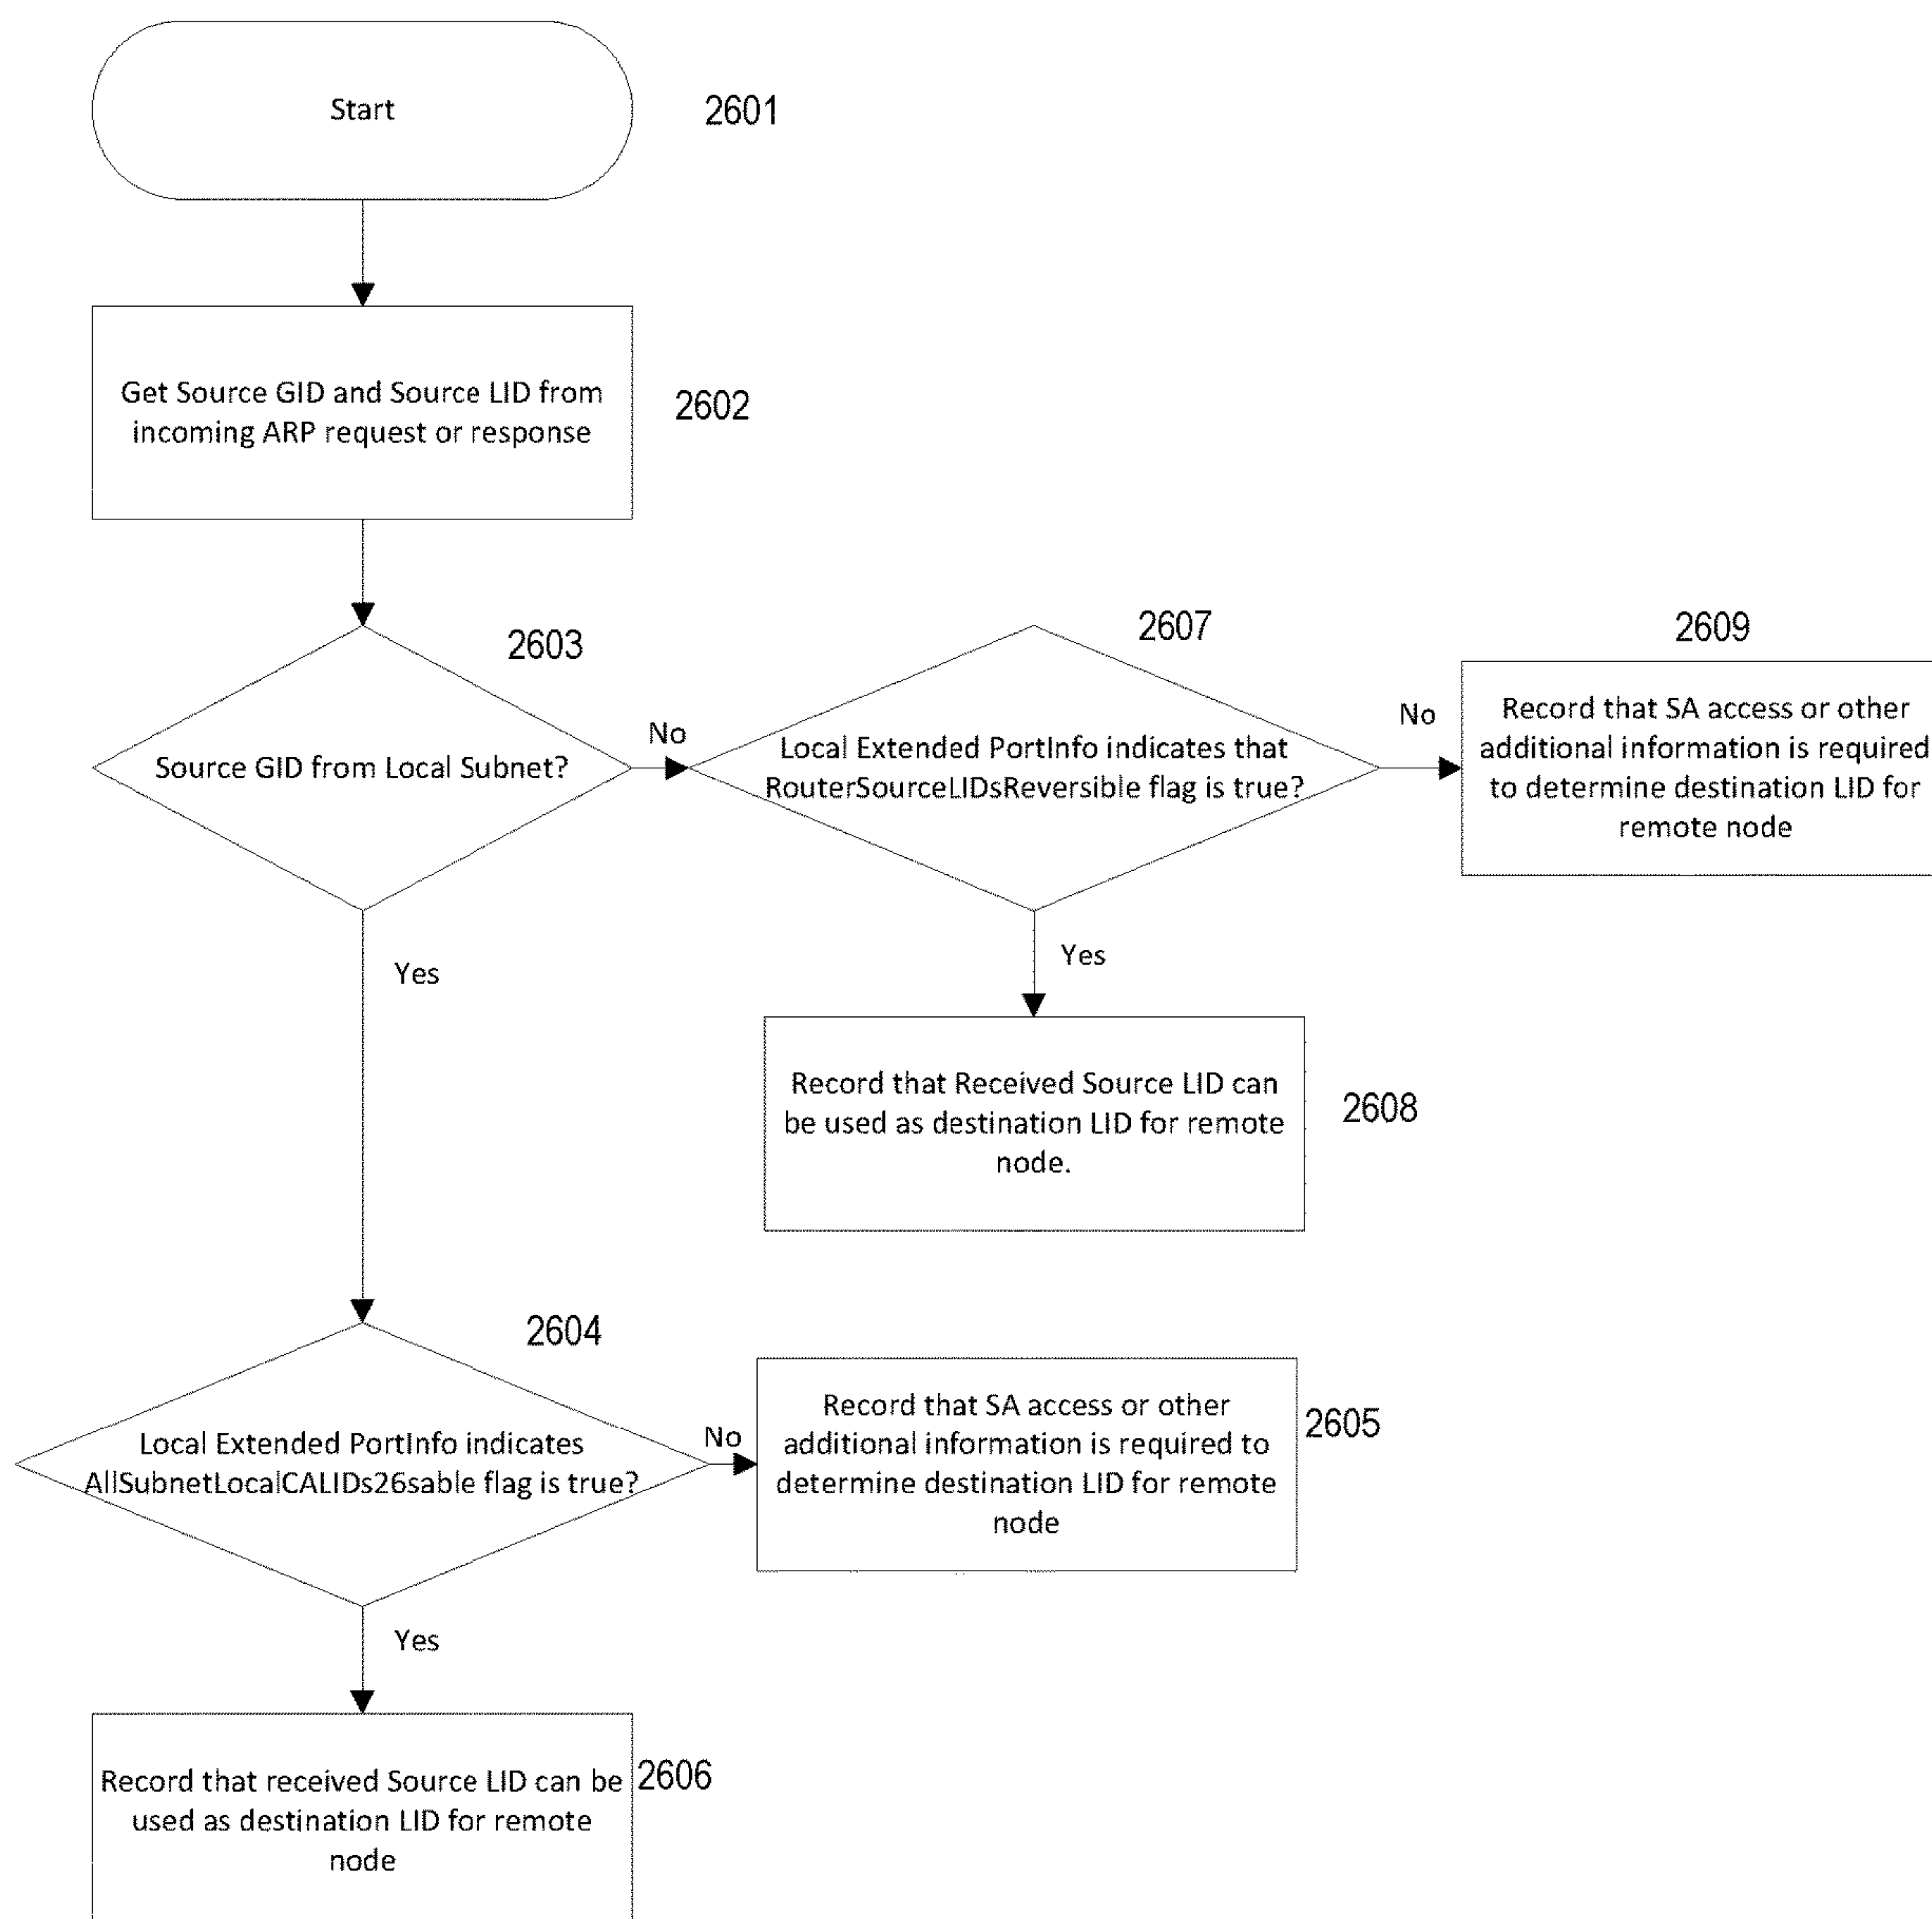 Start
2601
Get Source GID and Source LID from
incoming ARP request or response
2602
2603
Source GID from Local Subnet?
No
Yes
2607
Local Extended PortInfo indicates that
RouterSourceLIDsReversible flag is true?
No
Yes
2609
Record that SA access or other
additional information is required
to determine destination LID for
remote node
Record that Received Source LID can
be used as destination LID for remote
node.
2608
2604
Local Extended PortInfo indicates
AllSubnetLocalCALIDs26sable flag is true?
No
Yes
Record that SA access or other
additional information is required to
determine destination LID for remote
node
2605
Record that received Source LID can be
used as destination LID for remote
node
2606